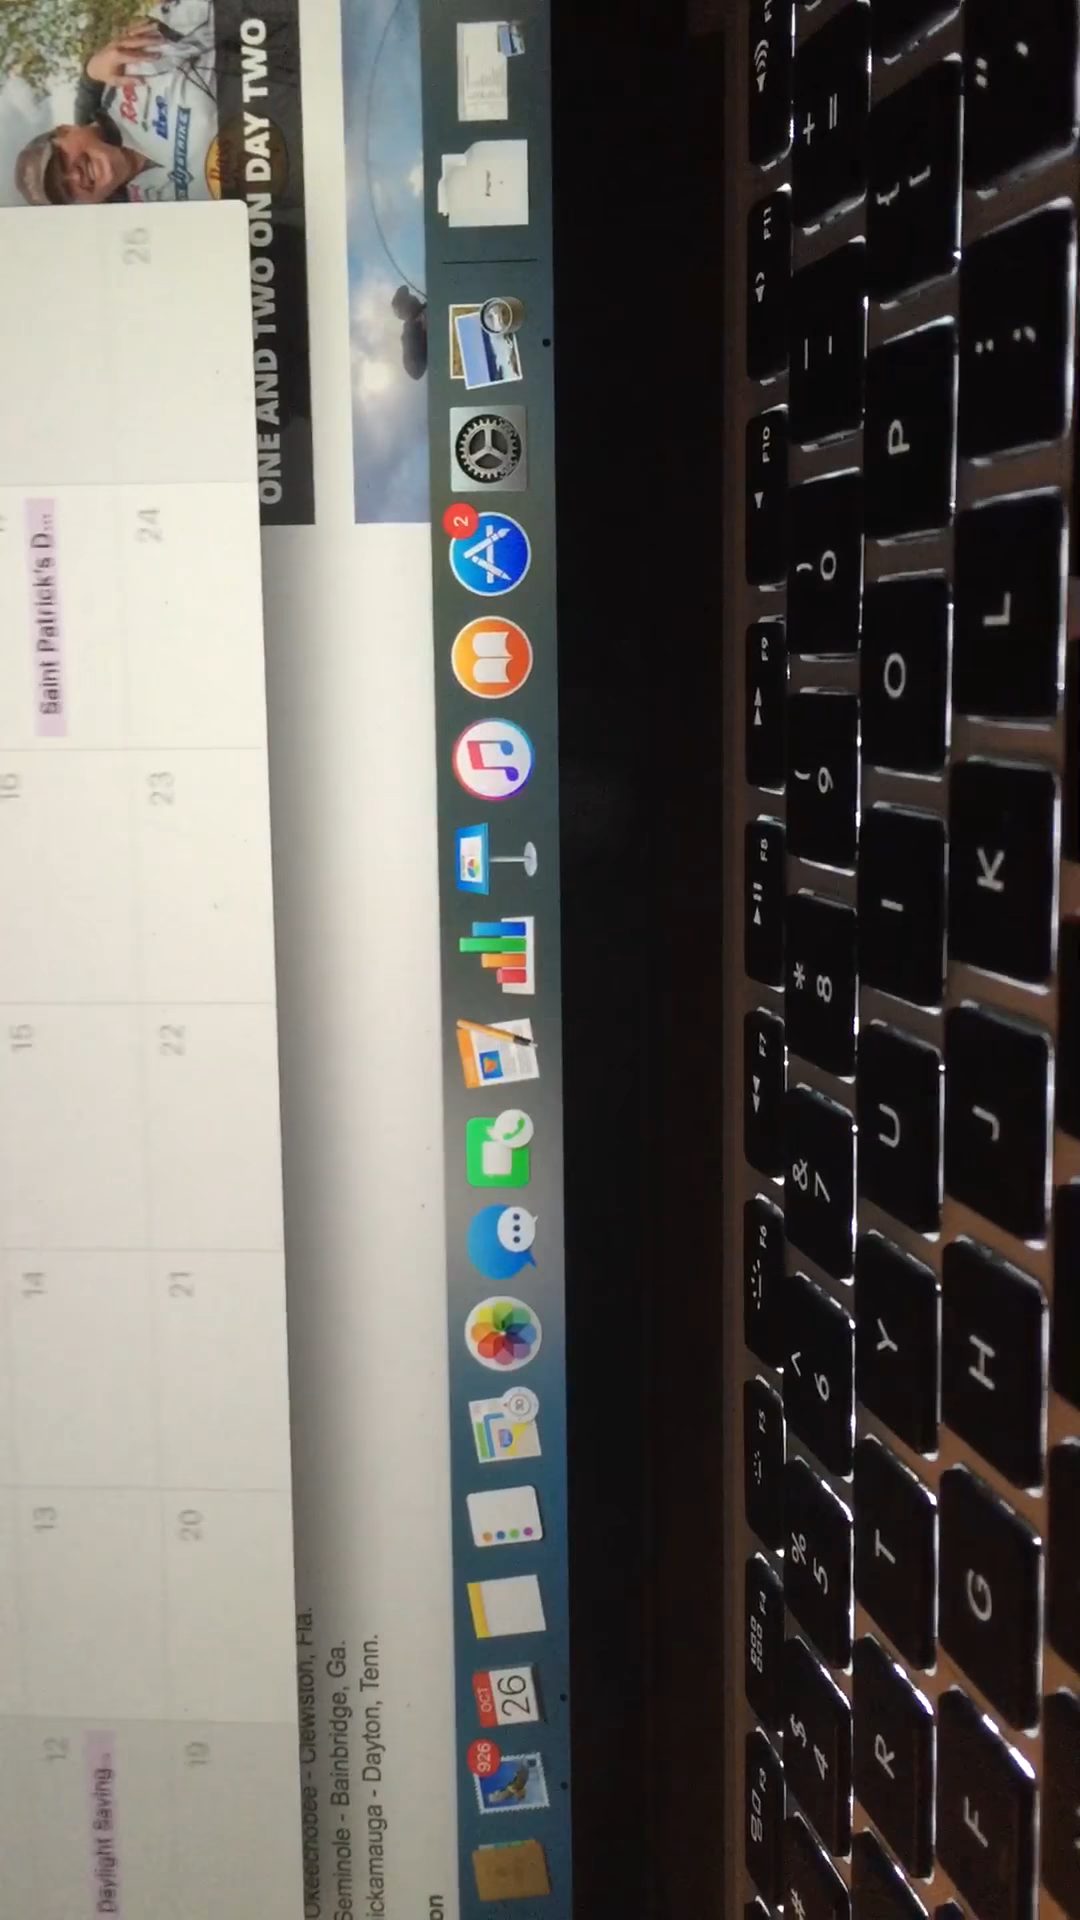 12
13
14
15
16
Daylight Saving...
Saint Patrick's D...
19
20
21
22
23
24
25
ONE AND TWO ON DAY TWO
Okeechobee - Clewiston, Fla.
Seminole - Bainbridge, Ga.
ickamauga - Dayton, Tenn.
on
926
OCT
26
2
F3
F4
F5
F6
F7
F8
F9
F10
F11
#
$ 4
% 5
^ 6
& 7
* 8
( 9
) 0
_ -
+ =
R
T
Y
U
I
O
P
{ [
F
G
H
J
K
L
: ;
" '